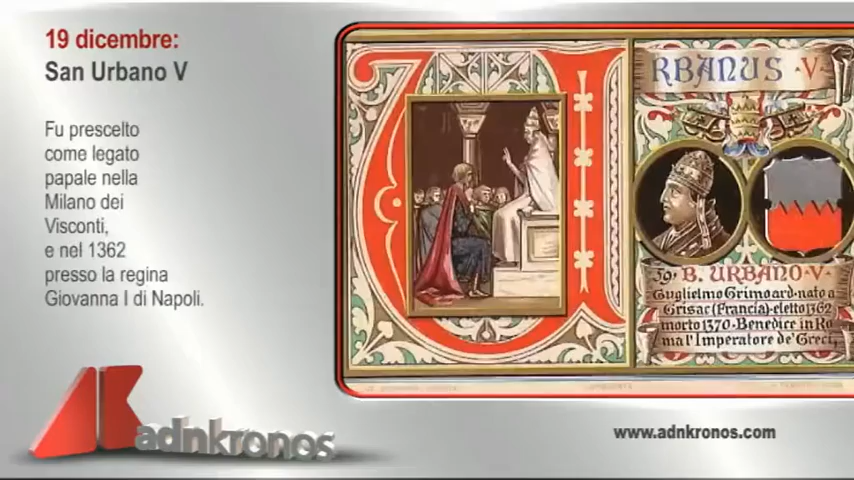 19 dicembre:
San Urbano V
Fu prescelto
come legato
papale nella
Milano dei
Visconti,
e nel 1362
presso la regina
Giovanna I di Napoli.
RBANUS·V·
59. B. URBANO·V·
Guglielmo Grimoard·nato a
Grisac (Francia)·eletto 1362
morto 1370·Benedice in Ro
ma l'Imperatore de' Greci,
adnkronos
www.adnkronos.com